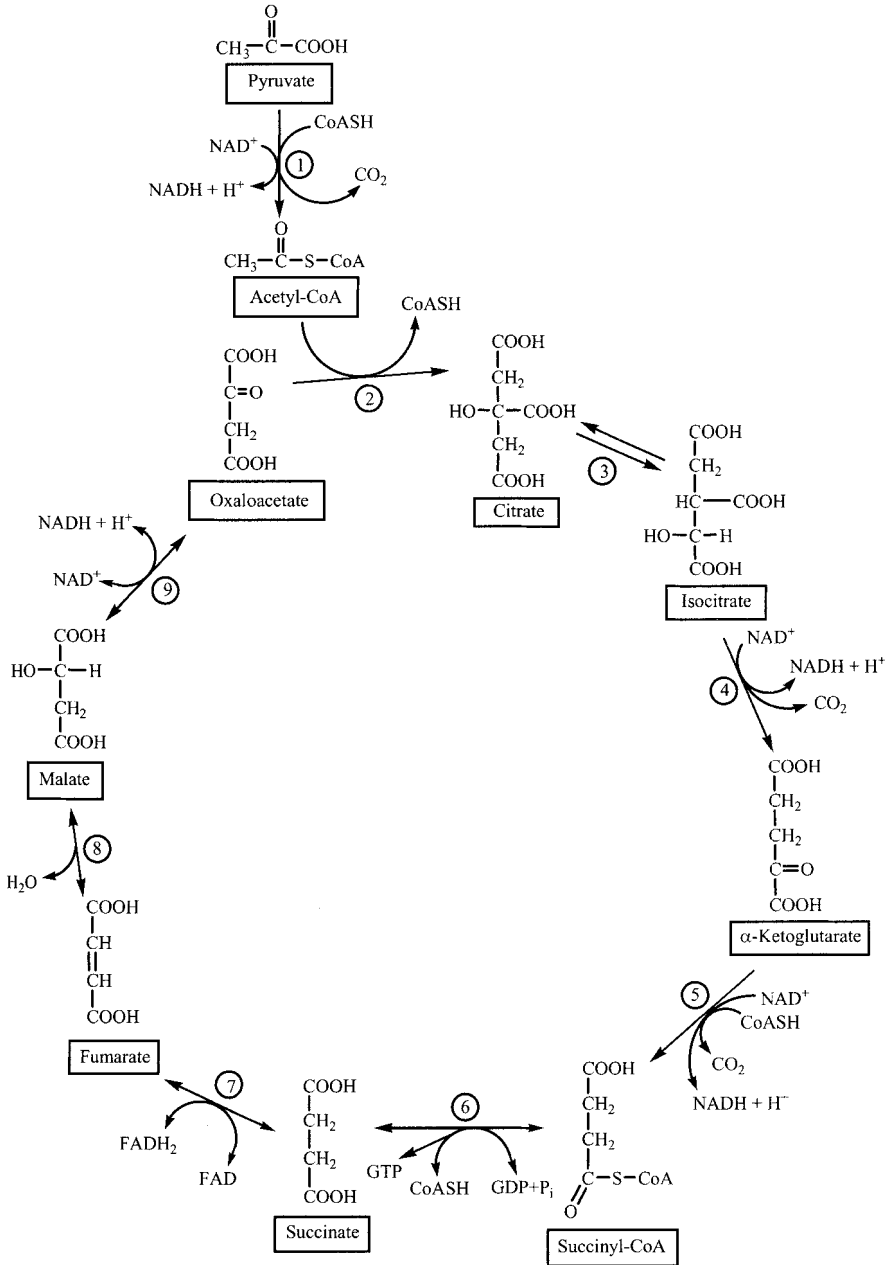 O
CH3–C–COOH
Pyruvate
CoASH
NAD+
1
NADH + H+
CO2
O
CH3–C–S–CoA
Acetyl-CoA
CoASH
COOH
C=O
CH2
COOH
Oxaloacetate
2
COOH
CH2
HO–C–COOH
CH2
COOH
Citrate
3
COOH
CH2
HC–COOH
HO–C–H
COOH
Isocitrate
NAD+
NADH + H+
4
CO2
COOH
CH2
CH2
C=O
COOH
α-Ketoglutarate
5
NAD+
CoASH
CO2
NADH + H–
COOH
CH2
CH2
C–S–CoA
O
Succinyl-CoA
6
GTP
CoASH
GDP+Pi
COOH
CH2
CH2
COOH
Succinate
7
FADH2
FAD
COOH
CH
CH
COOH
Fumarate
8
H2O
COOH
HO–C–H
CH2
COOH
Malate
9
NADH + H+
NAD+